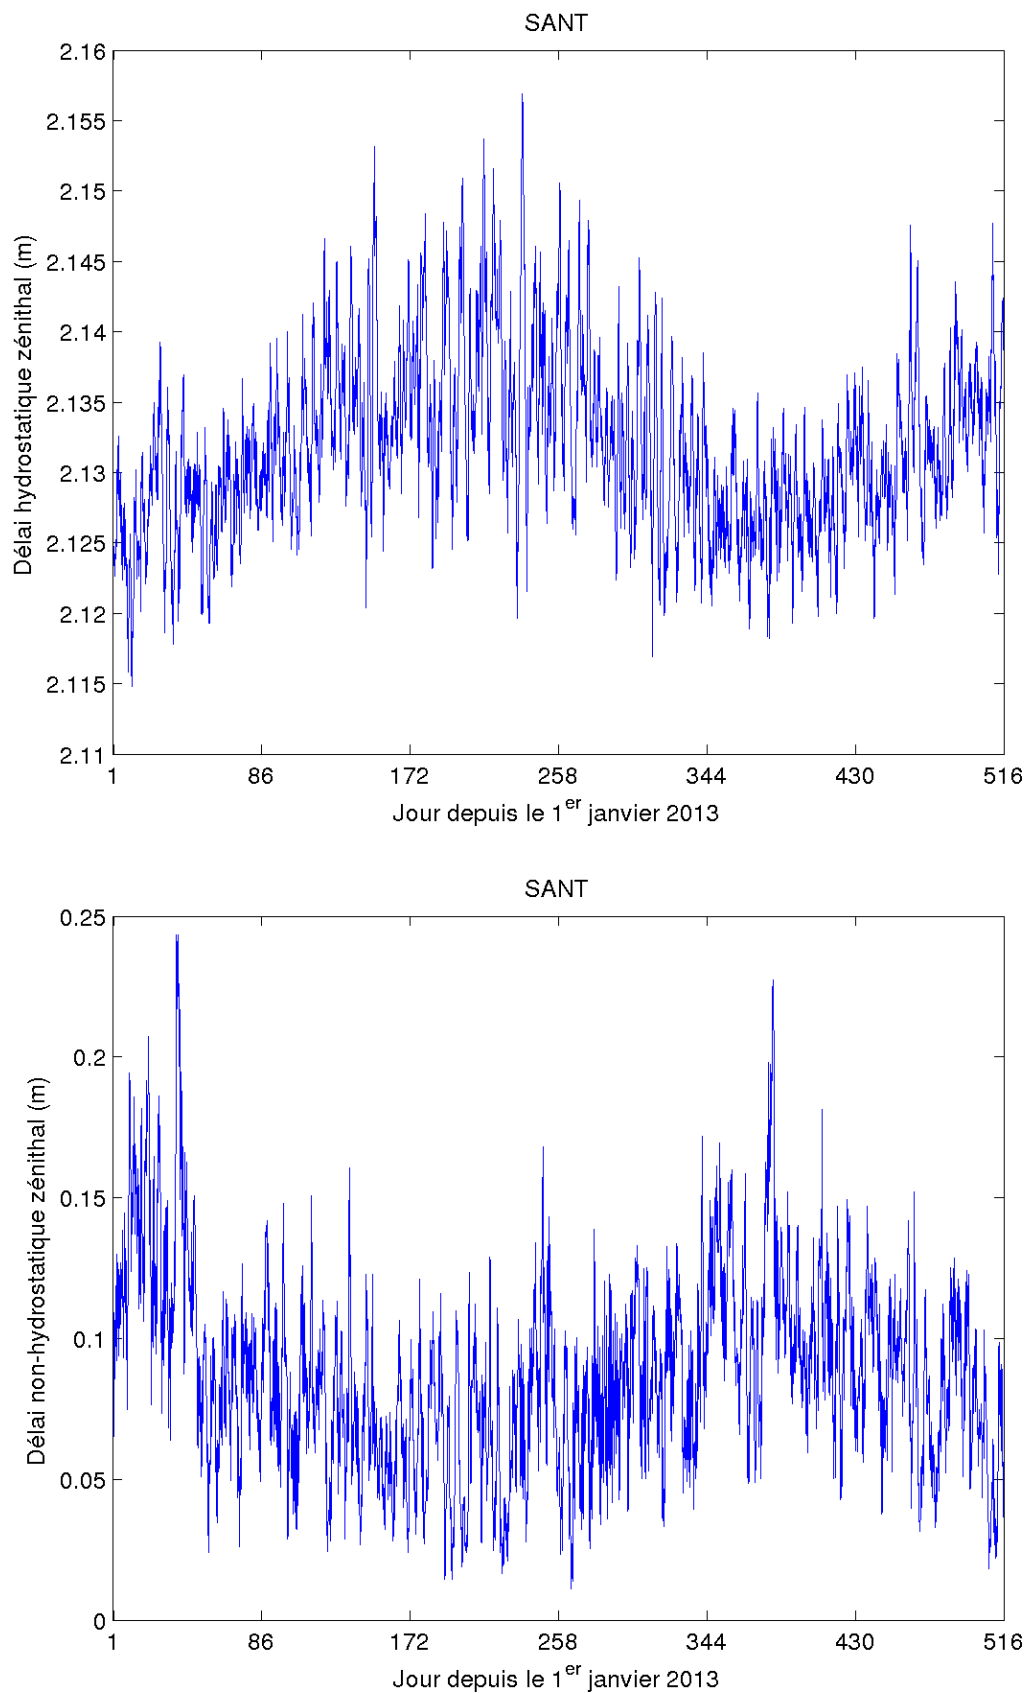 SANT
2.16
2.155
2.15
2.145
2.14
2.135
2.13
2.125
2.12
2.115
2.11
Délai hydrostatique zénithal (m)
1 86 172 258 344 430 516
Jour depuis le 1er janvier 2013
SANT
0.25
0.2
0.15
0.1
0.05
0
Délai non-hydrostatique zénithal (m)
1 86 172 258 344 430 516
Jour depuis le 1er janvier 2013